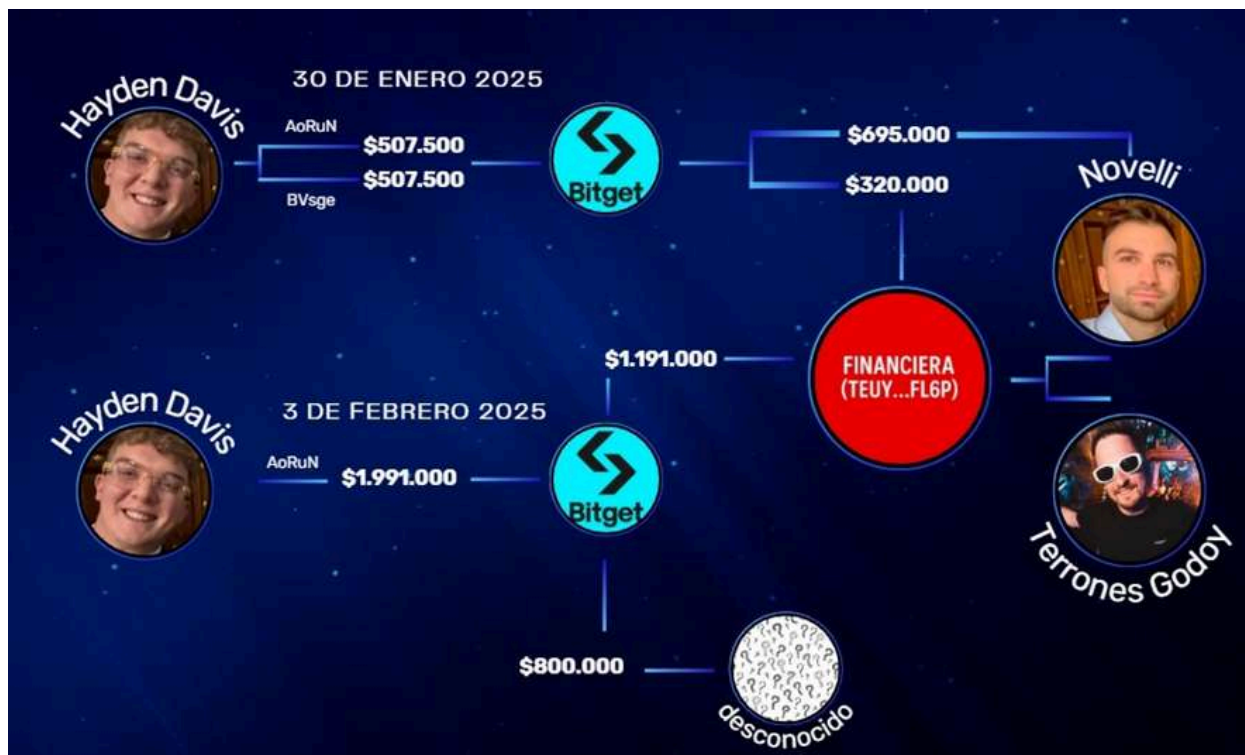 Hayden Davis
30 DE ENERO 2025
AoRuN
$507.500
$507.500
BVsge
Bitget
$695.000
$320.000
Novelli
FINANCIERA
(TEUY...FL6P)
$1.191.000
Hayden Davis
3 DE FEBRERO 2025
AoRuN
$1.991.000
Bitget
Terrones Godoy
$800.000
desconocido